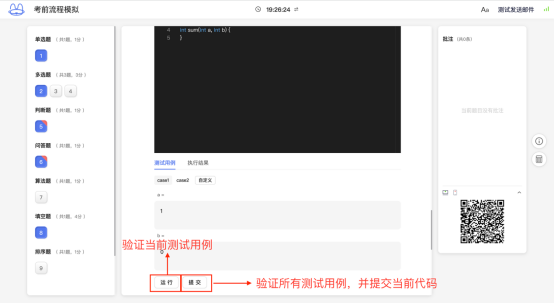 考前流程模拟
19:26:24
Aa
测试发送邮件
单选题 (共1题，1分)
1
多选题 (共3题，3分)
2 3 4
判断题 (共1题，1分)
5
问答题 (共1题，1分)
6
算法题 (共1题，1分)
7
填空题 (共1题，4分)
8
排序题 (共1题，1分)
9
4 int sum(int a, int b) {
5 }
测试用例 执行结果
case1 case2 自定义
a =
1
验证当前测试用例
b =
0
运行 提交
验证所有测试用例，并提交当前代码
批注 (共0条)
当前题目没有批注